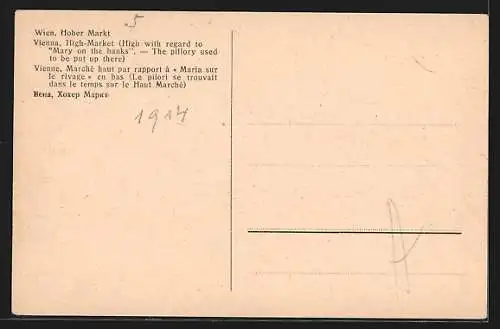 5
Wien, Hoher Markt
Vienna, High-Market (High with regard to
"Mary on the banks". — The pillory used
to be put up there)
Vienne, Marché haut par rapport à « Maria sur
le rivage » en bas (Le pilori se trouvait
dans le temps sur le Haut Marché)
Вена, Хохер Маркт
1914
A